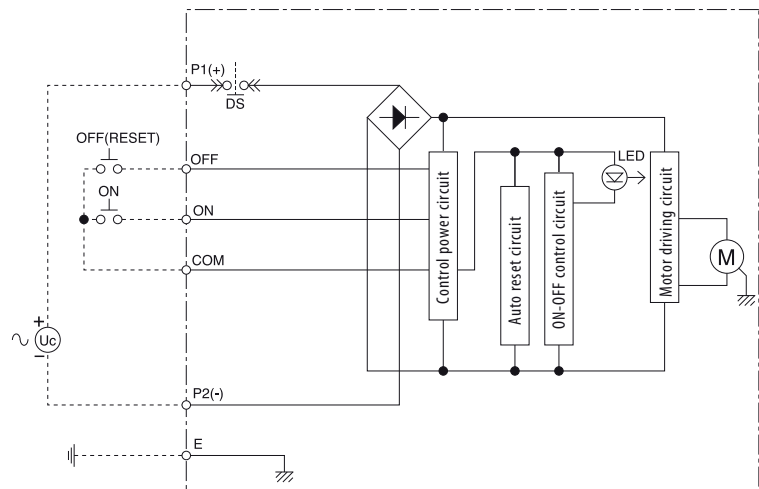 P1(+)
DS
OFF(RESET)
OFF
ON
ON
COM
LED
Control power circuit
Auto reset circuit
ON-OFF control circuit
Motor driving circuit
M
+
Uc
−
P2(-)
E